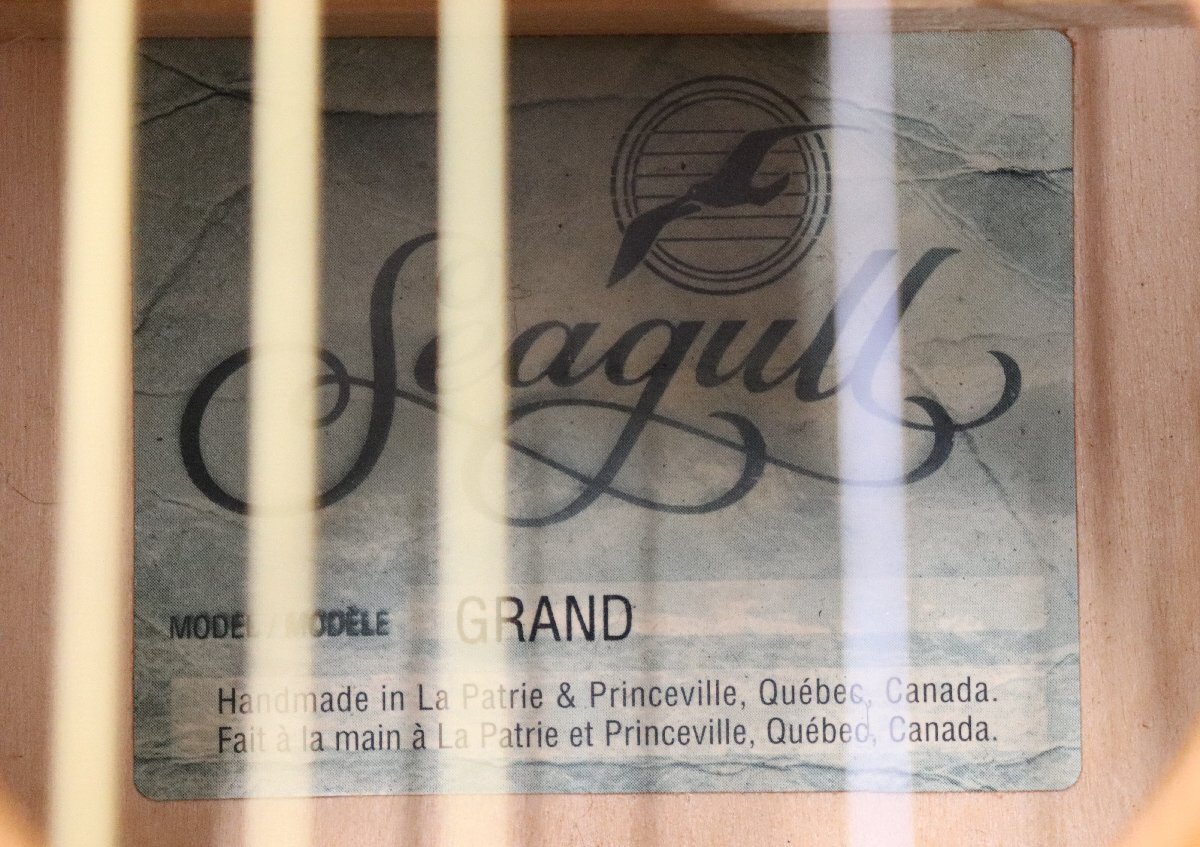 Seagull
MODEL / MODÈLE GRAND
Handmade in La Patrie & Princeville, Québec, Canada.
Fait à la main à La Patrie et Princeville, Québec, Canada.